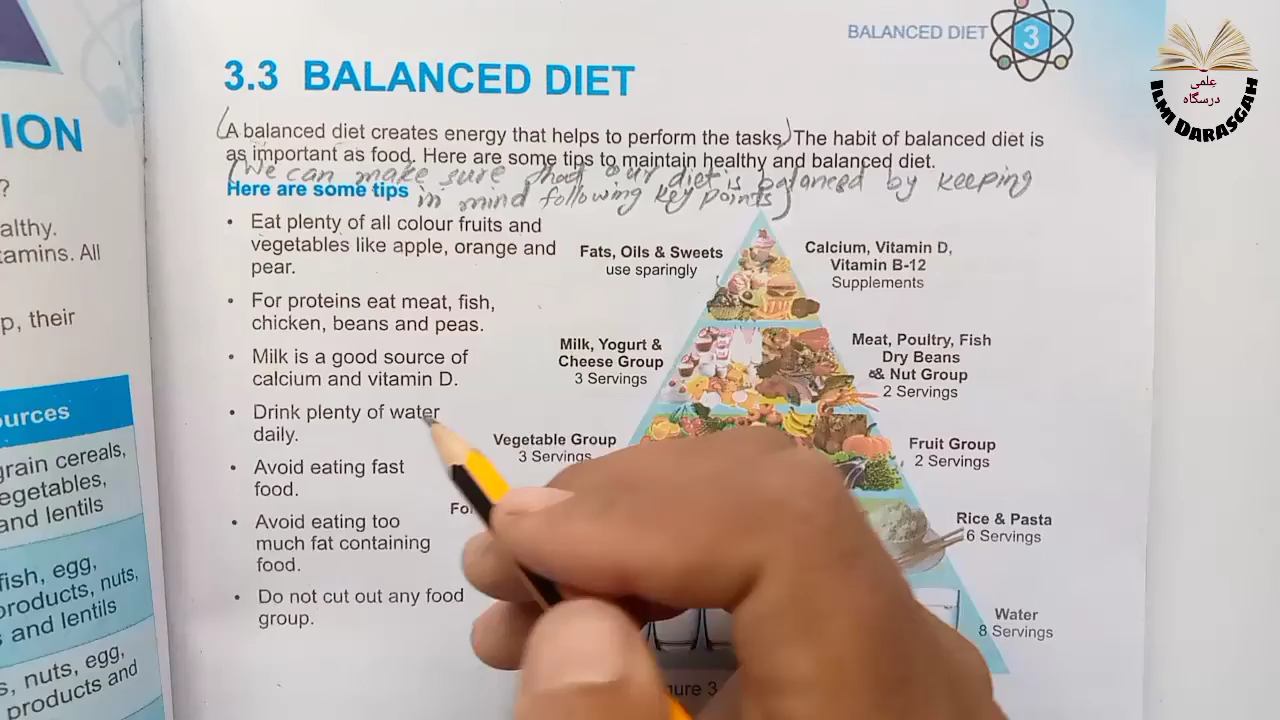 BALANCED DIET 3
علمی
درسگاہ
ILMI DARASGAH
3.3 BALANCED DIET
A balanced diet creates energy that helps to perform the tasks. The habit of balanced diet is
as important as food. Here are some tips to maintain healthy and balanced diet.
(We can make sure that our diet is balanced by keeping
in mind following key points)
Here are some tips
• Eat plenty of all colour fruits and
vegetables like apple, orange and
pear.
• For proteins eat meat, fish,
chicken, beans and peas.
• Milk is a good source of
calcium and vitamin D.
• Drink plenty of water
daily.
• Avoid eating fast
food.
• Avoid eating too
much fat containing
food.
• Do not cut out any food
group.
Fats, Oils & Sweets
use sparingly
Calcium, Vitamin D,
Vitamin B-12
Supplements
Milk, Yogurt &
Cheese Group
3 Servings
Meat, Poultry, Fish
Dry Beans
& Nut Group
2 Servings
Vegetable Group
3 Servings
Fruit Group
2 Servings
Rice & Pasta
6 Servings
Water
8 Servings
ION
?
althy.
tamins. All
p, their
ources
grain cereals,
egetables,
and lentils
fish, egg,
products, nuts,
s and lentils
s, nuts, egg,
products and